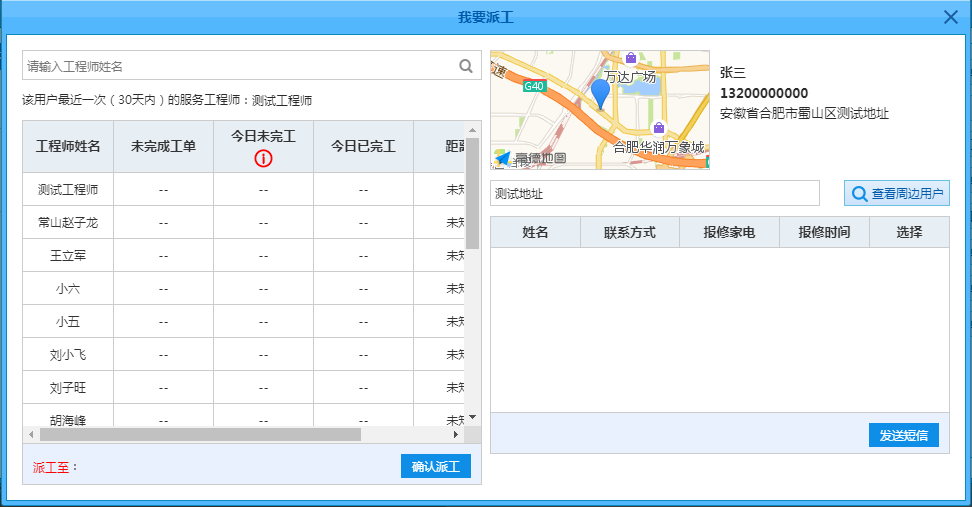 我要派工
请输入工程师姓名
该用户最近一次（30天内）的服务工程师：测试工程师
工程师姓名 未完成工单 今日未完工 今日已完工
测试工程师 -- -- -- 未知
常山赵子龙 -- -- -- 未知
王立军 -- -- -- 未知
小六 -- -- -- 未知
小五 -- -- -- 未知
刘小飞 -- -- -- 未知
刘子旺 -- -- -- 未知
胡海峰 -- -- -- 未知
派工至：
确认派工
万达广场
G40
合肥华润万象城
高德地图
张三
13200000000
安徽省合肥市蜀山区测试地址
测试地址
查看周边用户
姓名 联系方式 报修家电 报修时间 选择
发送短信